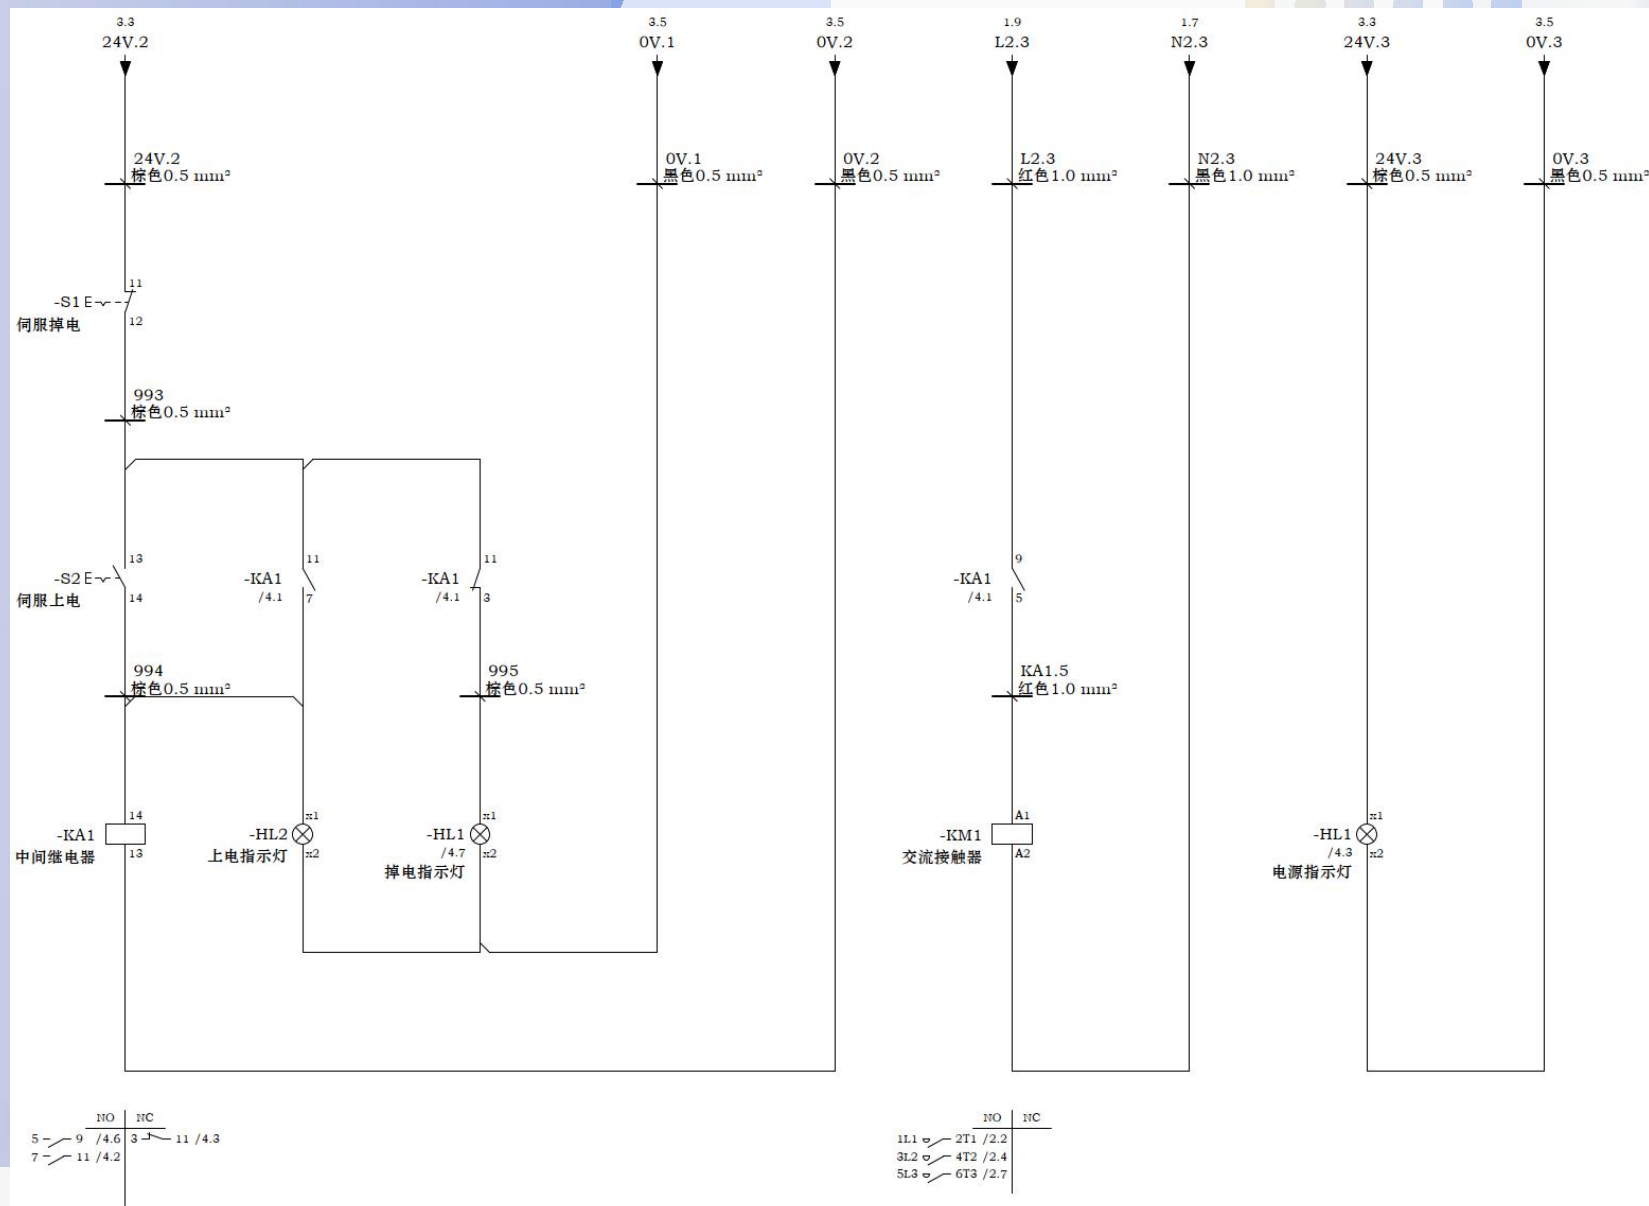 3.3
24V.2
3.5
0V.1
3.5
0V.2
1.9
L2.3
1.7
N2.3
3.3
24V.3
3.5
0V.3
24V.2
棕色0.5 mm²
0V.1
黑色0.5 mm²
0V.2
黑色0.5 mm²
L2.3
红色1.0 mm²
N2.3
黑色1.0 mm²
24V.3
棕色0.5 mm²
0V.3
黑色0.5 mm²
11
-S1
12
伺服掉电
993
棕色0.5 mm²
13
-S2
14
伺服上电
11
-KA1
/4.1
7
11
-KA1
/4.1
3
9
-KA1
/4.1
5
994
棕色0.5 mm²
995
棕色0.5 mm²
KA1.5
红色1.0 mm²
14
-KA1
13
中间继电器
x1
-HL2
x2
上电指示灯
x1
-HL1
/4.7
x2
掉电指示灯
A1
-KM1
A2
交流接触器
x1
-HL1
/4.3
x2
电源指示灯
NO NC
5 9 /4.6 3 11 /4.3
7 11 /4.2
NO NC
1L1 2T1 /2.2
3L2 4T2 /2.4
5L3 6T3 /2.7